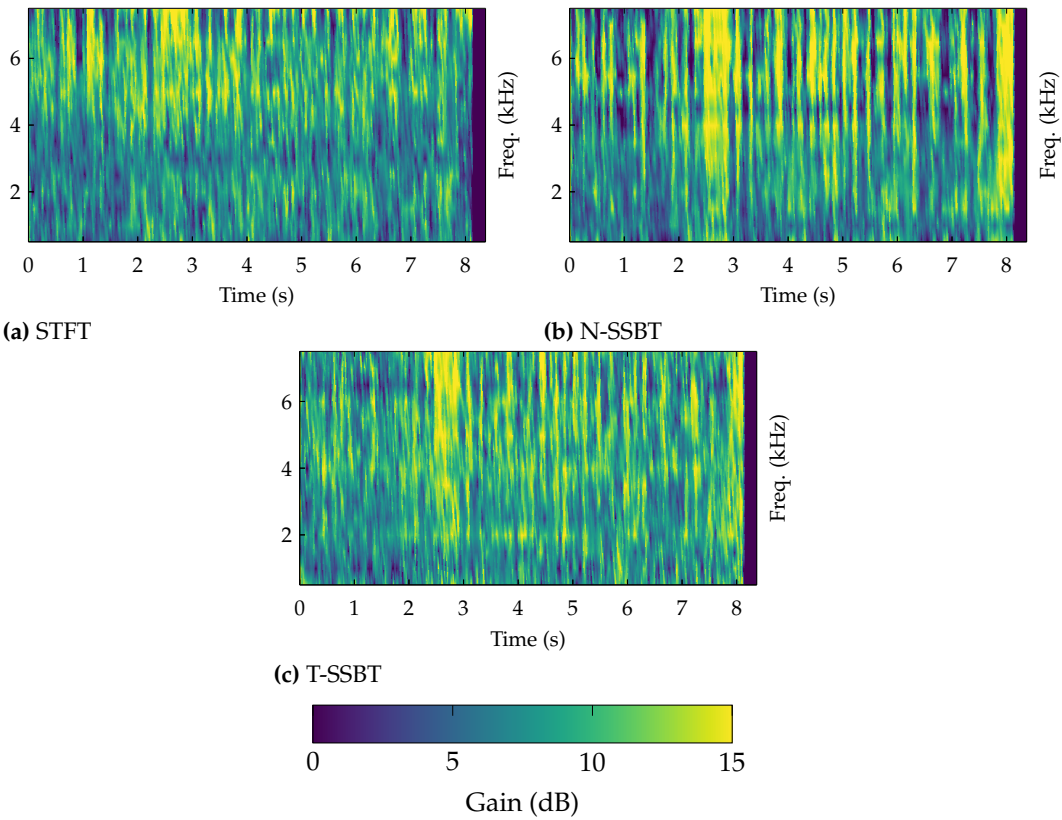 6
4
2
Freq. (kHz)
0 1 2 3 4 5 6 7 8
Time (s)
(a) STFT
6
4
2
Freq. (kHz)
0 1 2 3 4 5 6 7 8
Time (s)
(b) N-SSBT
6
4
2
Freq. (kHz)
0 1 2 3 4 5 6 7 8
Time (s)
(c) T-SSBT
0 5 10 15
Gain (dB)